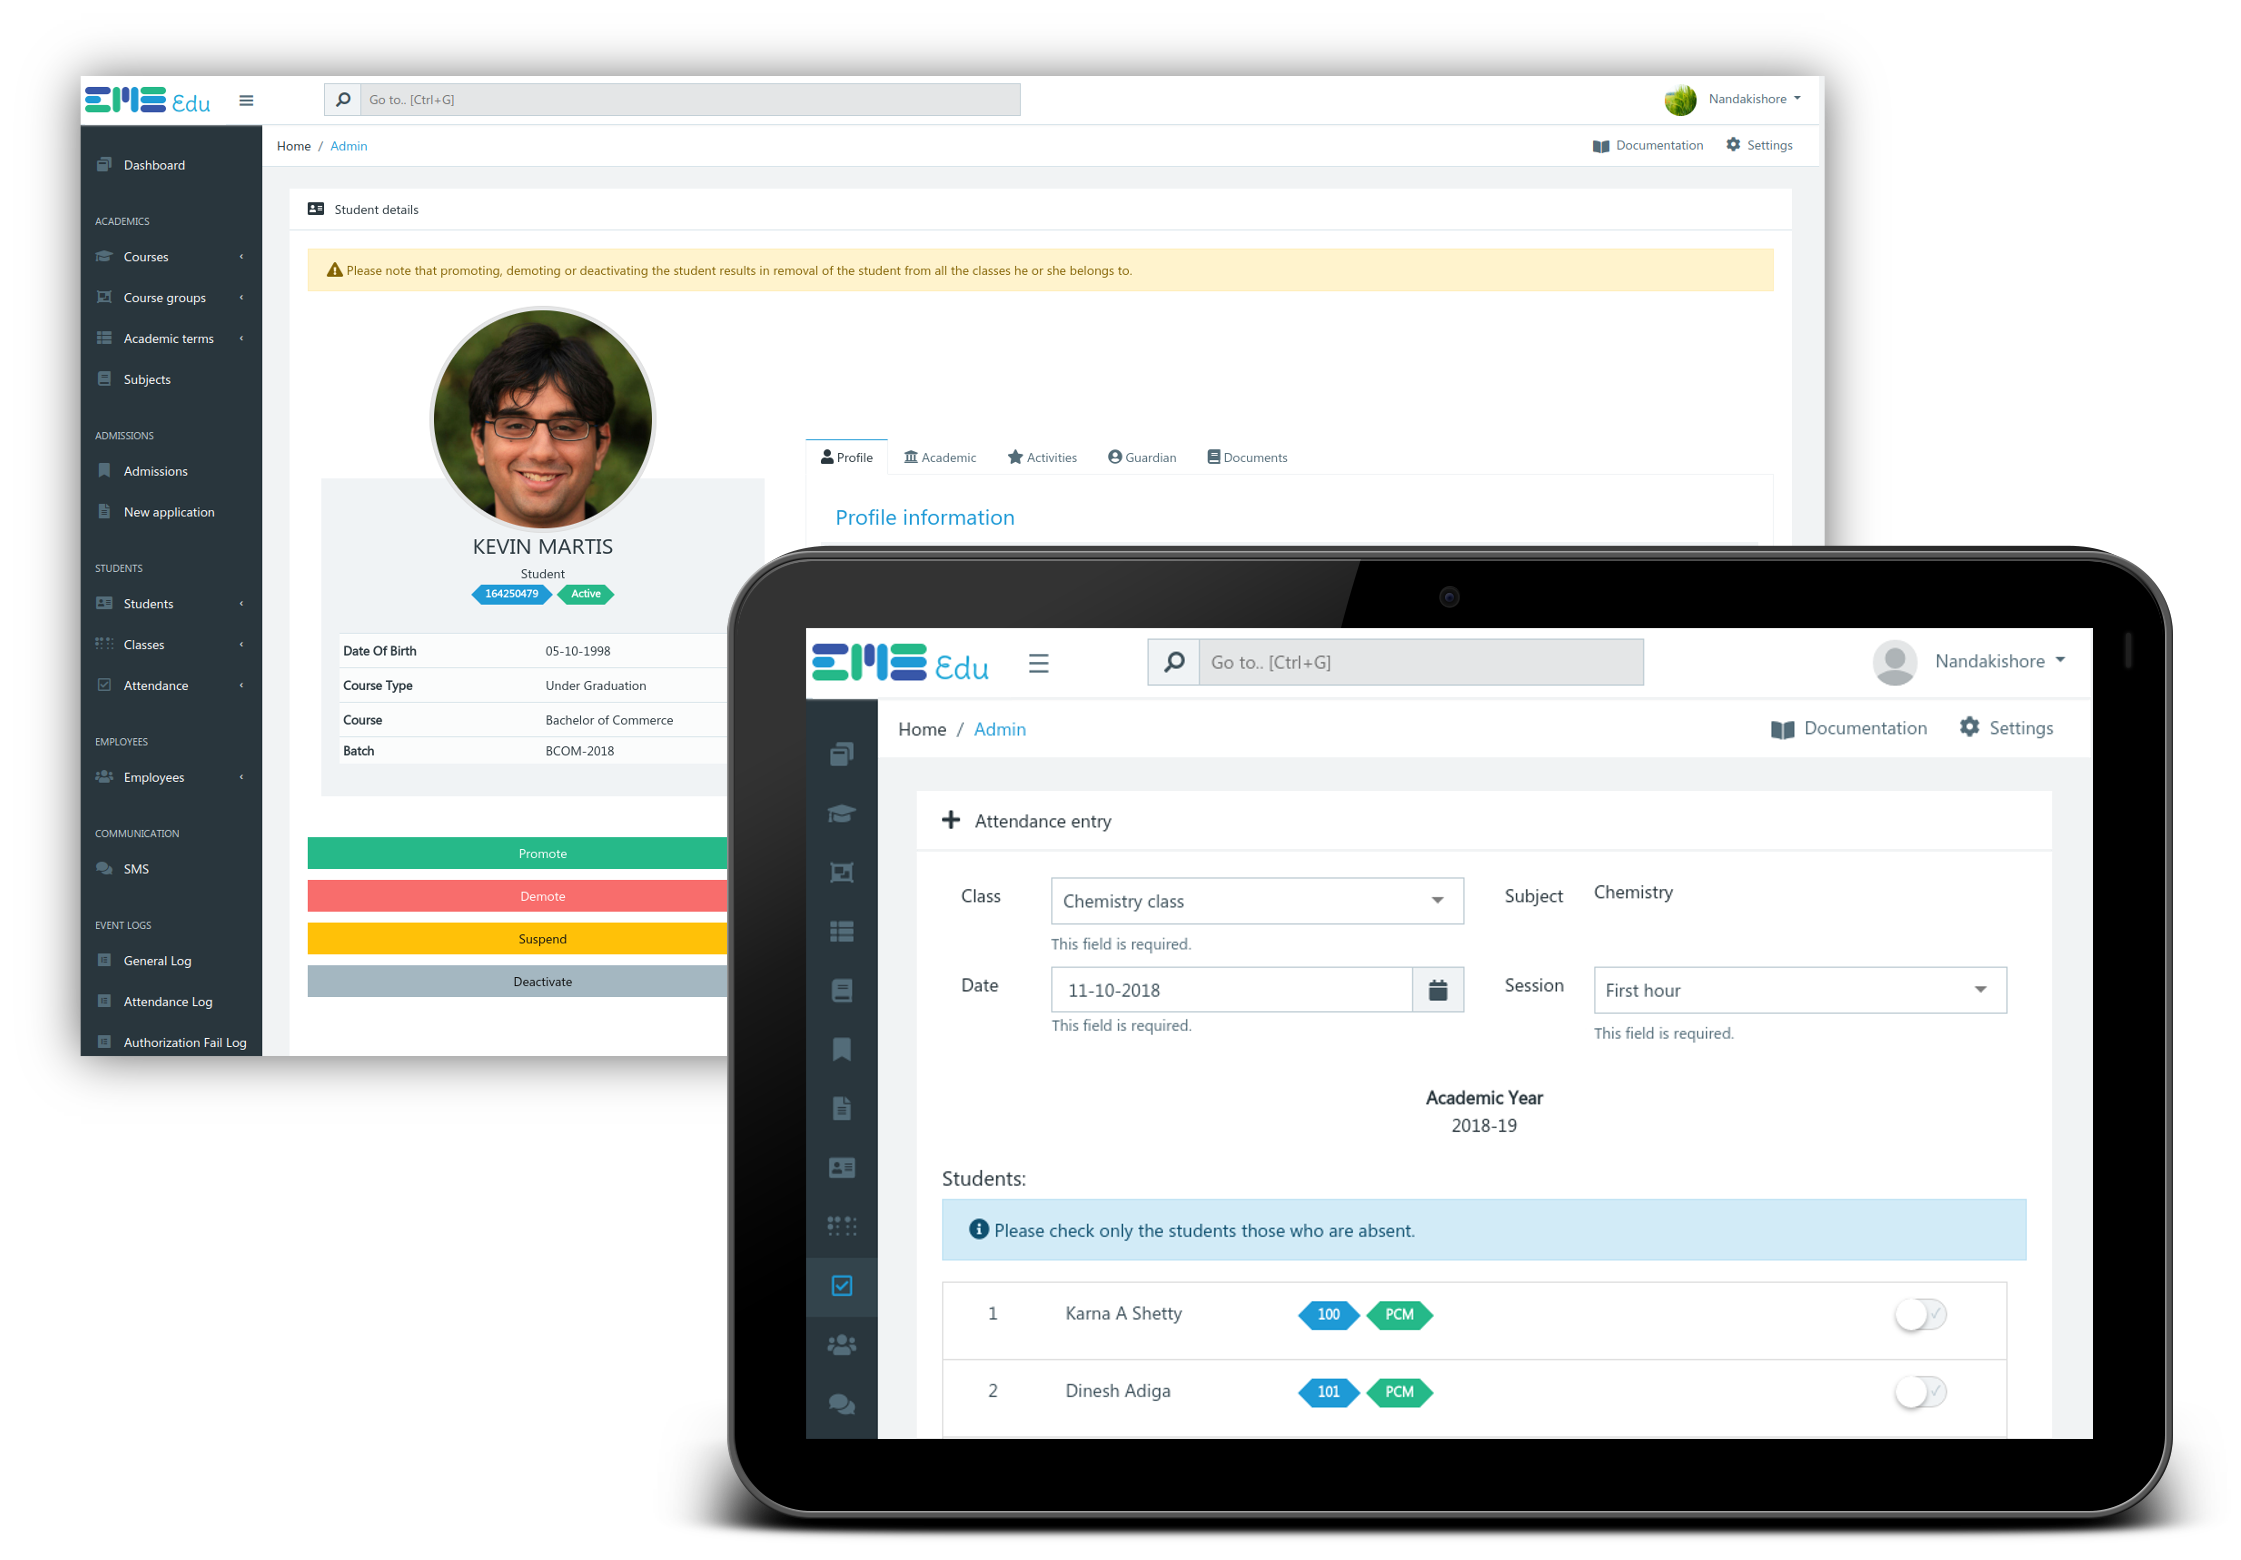 EME Edu
Go to.. [Ctrl+G]
Nandakishore
Home / Admin
Documentation
Settings
Dashboard
ACADEMICS
Courses
Course groups
Academic terms
Subjects
ADMISSIONS
Admissions
New application
STUDENTS
Students
Classes
Attendance
EMPLOYEES
Employees
COMMUNICATION
SMS
EVENT LOGS
General Log
Attendance Log
Authorization Fail Log
Student details
Please note that promoting, demoting or deactivating the student results in removal of the student from all the classes he or she belongs to.
KEVIN MARTIS
Student
164250479 Active
Date Of Birth 05-10-1998
Course Type Under Graduation
Course Bachelor of Commerce
Batch BCOM-2018
Promote
Demote
Suspend
Deactivate
Profile Academic Activities Guardian Documents
Profile information
EME Edu
Go to.. [Ctrl+G]
Nandakishore
Home / Admin
Documentation
Settings
Attendance entry
Class Chemistry class Subject Chemistry
This field is required.
Date 11-10-2018 Session First hour
This field is required.
This field is required.
Academic Year
2018-19
Students:
Please check only the students those who are absent.
1 Karna A Shetty 100 PCM
2 Dinesh Adiga 101 PCM